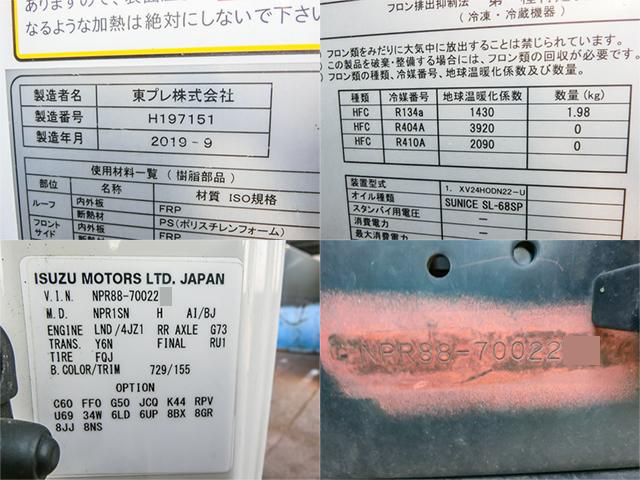 ありますので、
なるような加熱は絶対にしないで下さい
製造者名 東プレ株式会社
製造番号 H197151
製造年月 2019-9
使用材料一覧 (樹脂部品)
部位 名称 材質 ISO規格
ルーフ 内外板 FRP
断熱材 PS(ポリスチレンフォーム)
フロント 内外板 FRP
サイド 断熱材
フロン排出抑制法
(冷凍・冷蔵機器)
フロン類をみだりに大気中に放出することは禁じられています。
この製品を廃棄・整備する場合には、フロン類の回収が必要です。
フロン類の種類、冷媒番号、地球温暖化係数及び数量。
種類 冷媒番号 地球温暖化係数 数量(kg)
HFC R134a 1430 1.98
HFC R404A 3920 0
HFC R410A 2090 0
装置型式 1. XV24HODN22-U
オイル種類 SUNICE SL-68SP
スタンバイ用電圧 —
最大消費電力 —
消費電力 —
最大消費電
ISUZU MOTORS LTD. JAPAN
V.I.N. NPR88-70022
M.D. NPR1SN H A1/BJ
ENGINE LND/4JZ1 RR AXLE G73
TRANS. Y6N FINAL RU1
TIRE FQJ
B.COLOR/TRIM 729/155
OPTION
C60 FF0 G50 JCQ K44 RPV
U69 34W 6LD 6UP 8BX 8GR
8JJ 8NS
NPR88-70022